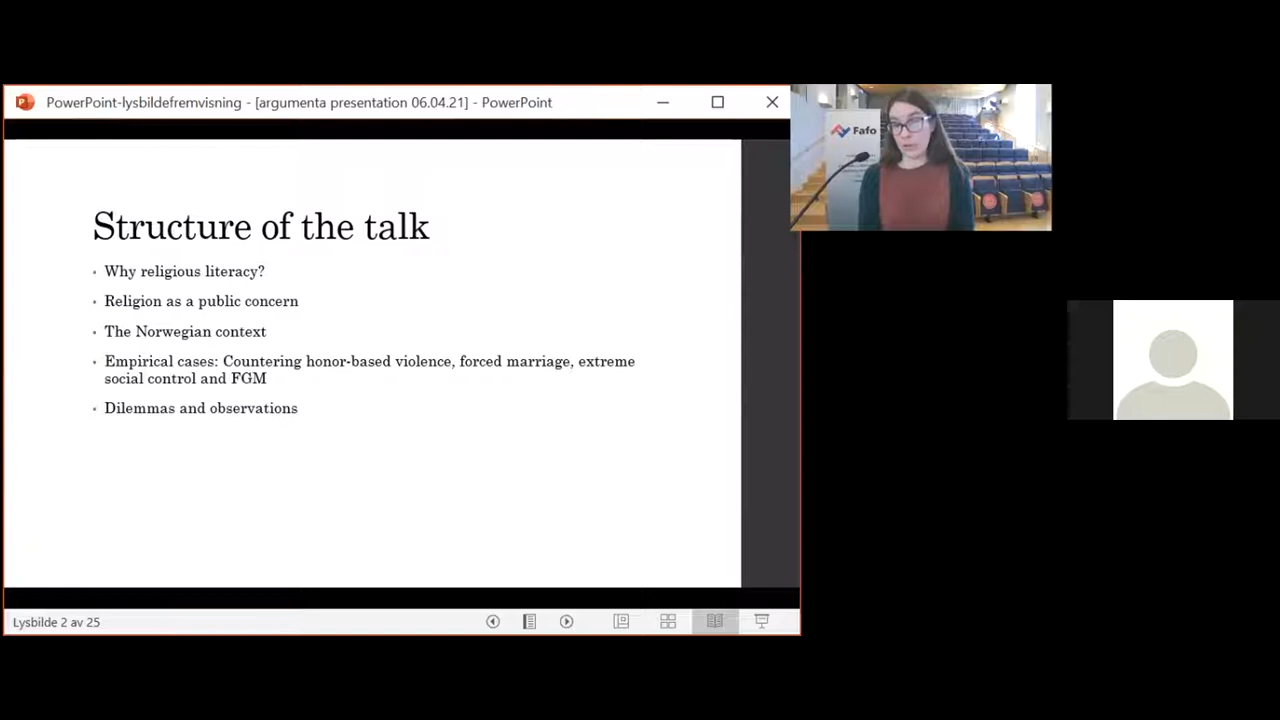 PowerPoint-lysbildefremvisning - [argumenta presentation 06.04.21] - PowerPoint
Fafo
Structure of the talk
• Why religious literacy?
• Religion as a public concern
• The Norwegian context
• Empirical cases: Countering honor-based violence, forced marriage, extreme
social control and FGM
• Dilemmas and observations
Lysbilde 2 av 25